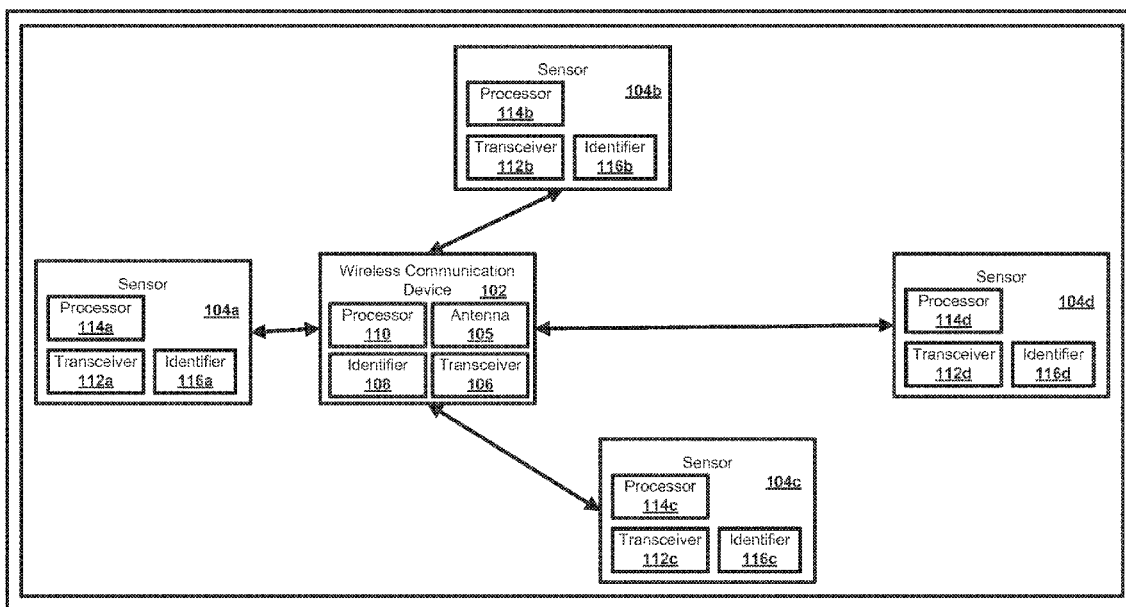 Sensor
104b
Processor
114b
Transceiver
112b
Identifier
116b
Sensor
104a
Processor
114a
Transceiver
112a
Identifier
116a
Wireless Communication
Device 102
Processor
110
Antenna
105
Identifier
108
Transceiver
106
Sensor
104d
Processor
114d
Transceiver
112d
Identifier
116d
Sensor
104c
Processor
114c
Transceiver
112c
Identifier
116c